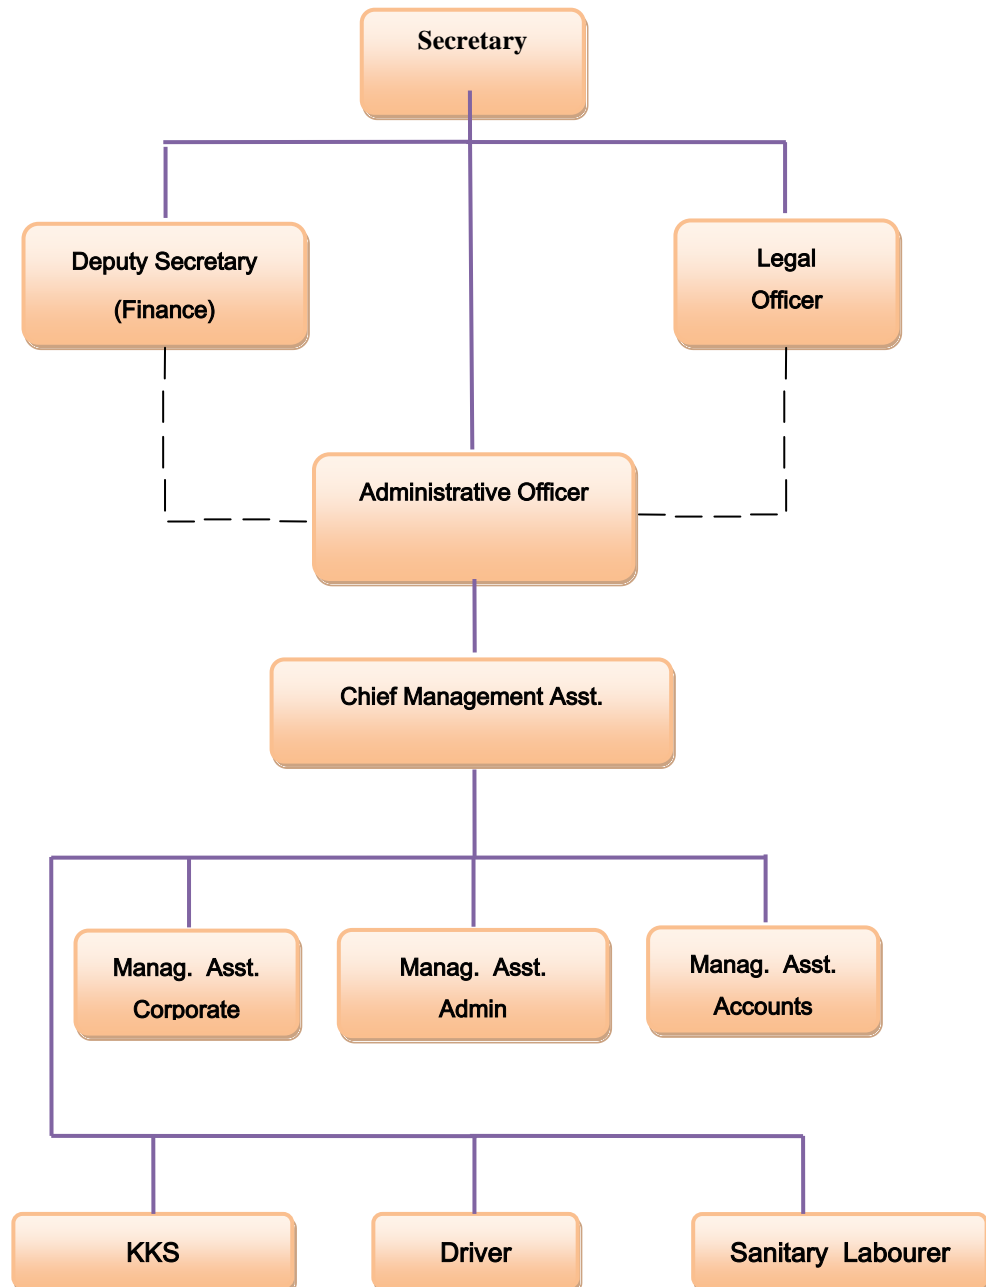 Secretary
Deputy Secretary
(Finance)
Legal
Officer
Administrative Officer
Chief Management Asst.
Manag. Asst.
Corporate
Manag. Asst.
Admin
Manag. Asst.
Accounts
KKS
Driver
Sanitary Labourer